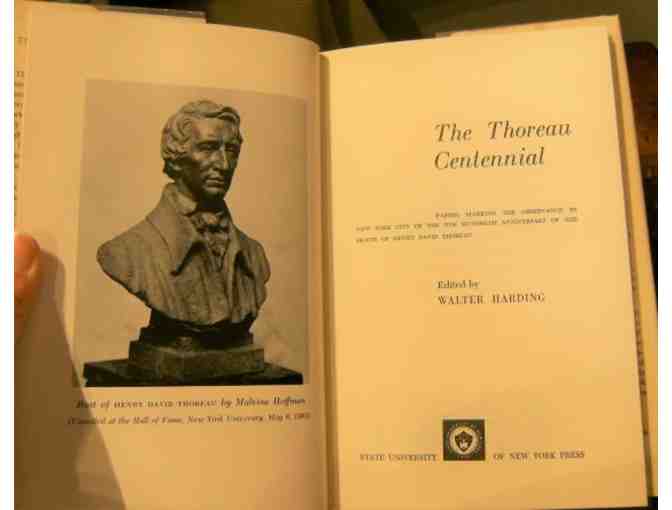 Bust of HENRY DAVID THOREAU by Malvina Hoffman
(Unveiled at the Hall of Fame, New York University, May 6, 1962)
The Thoreau
Centennial
PAPERS MARKING THE OBSERVANCE IN
NEW YORK CITY OF THE ONE HUNDREDTH ANNIVERSARY OF THE
DEATH OF HENRY DAVID THOREAU
Edited by
WALTER HARDING
STATE UNIVERSITY OF NEW YORK PRESS